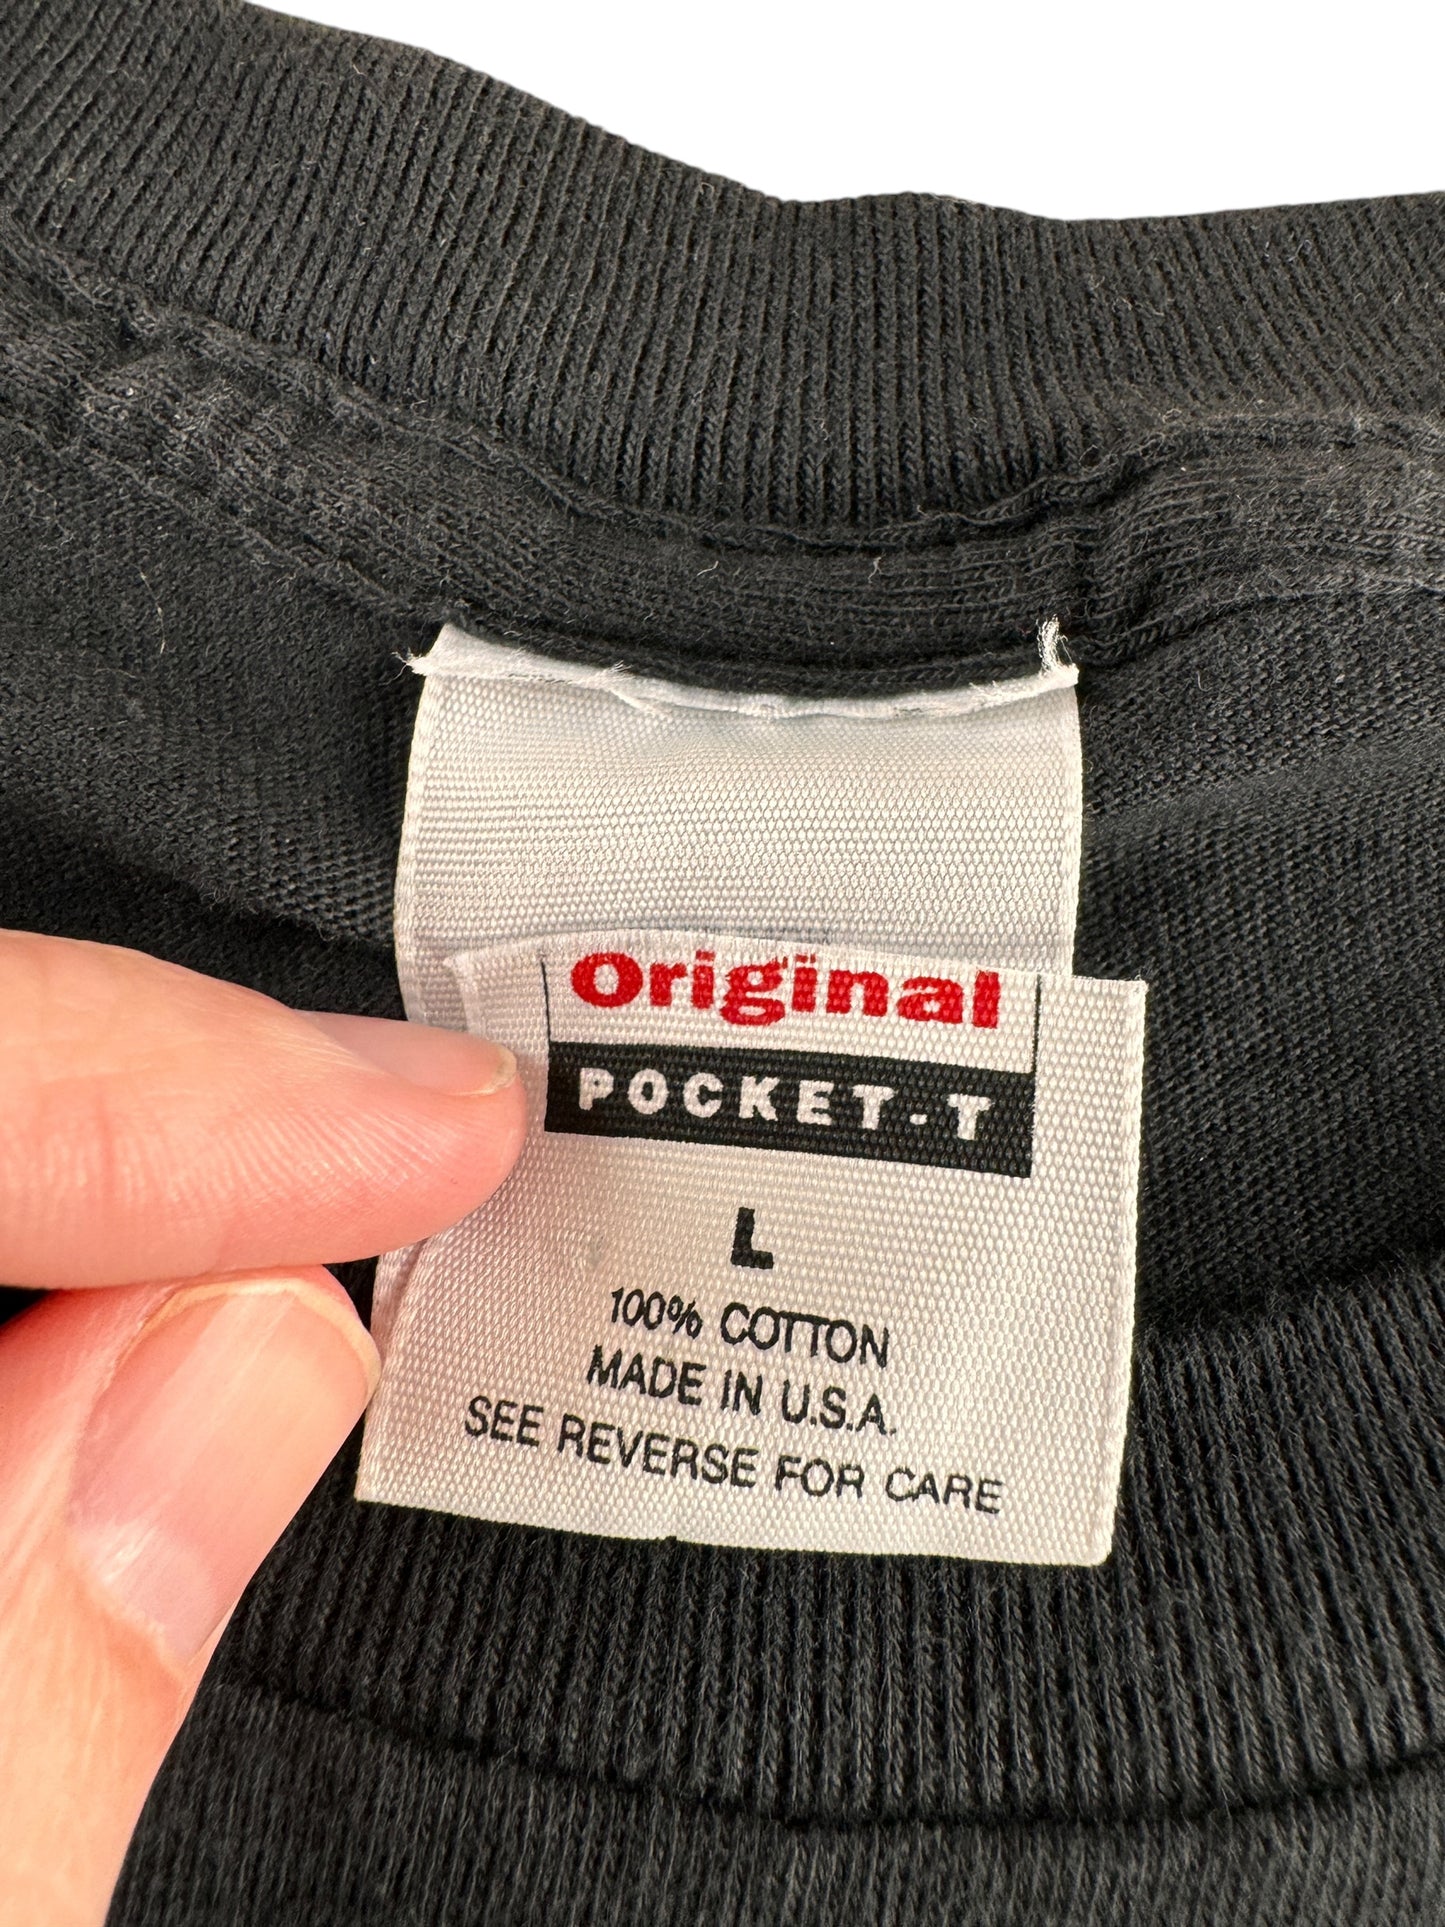 Original
POCKET-T
L
100% COTTON
MADE IN U.S.A.
SEE REVERSE FOR CARE